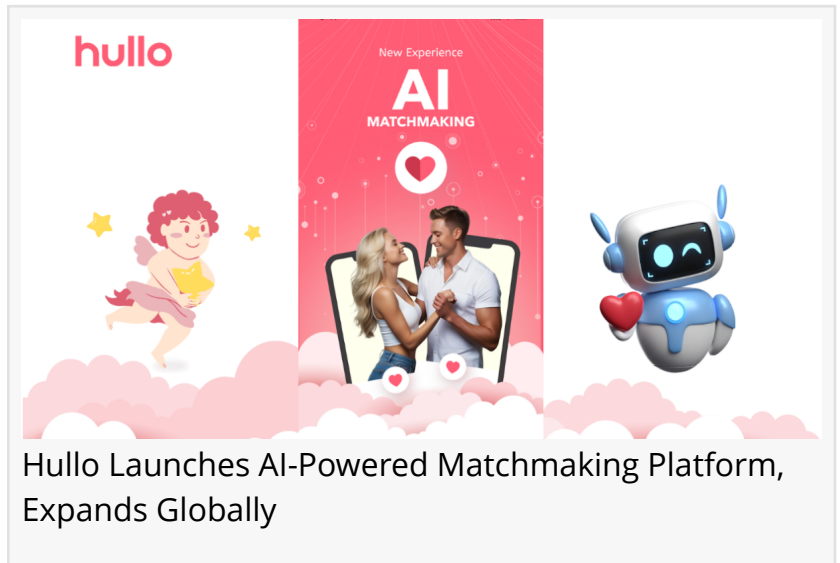 hullo
New Experience
AI
MATCHMAKING
Hullo Launches AI-Powered Matchmaking Platform,
Expands Globally